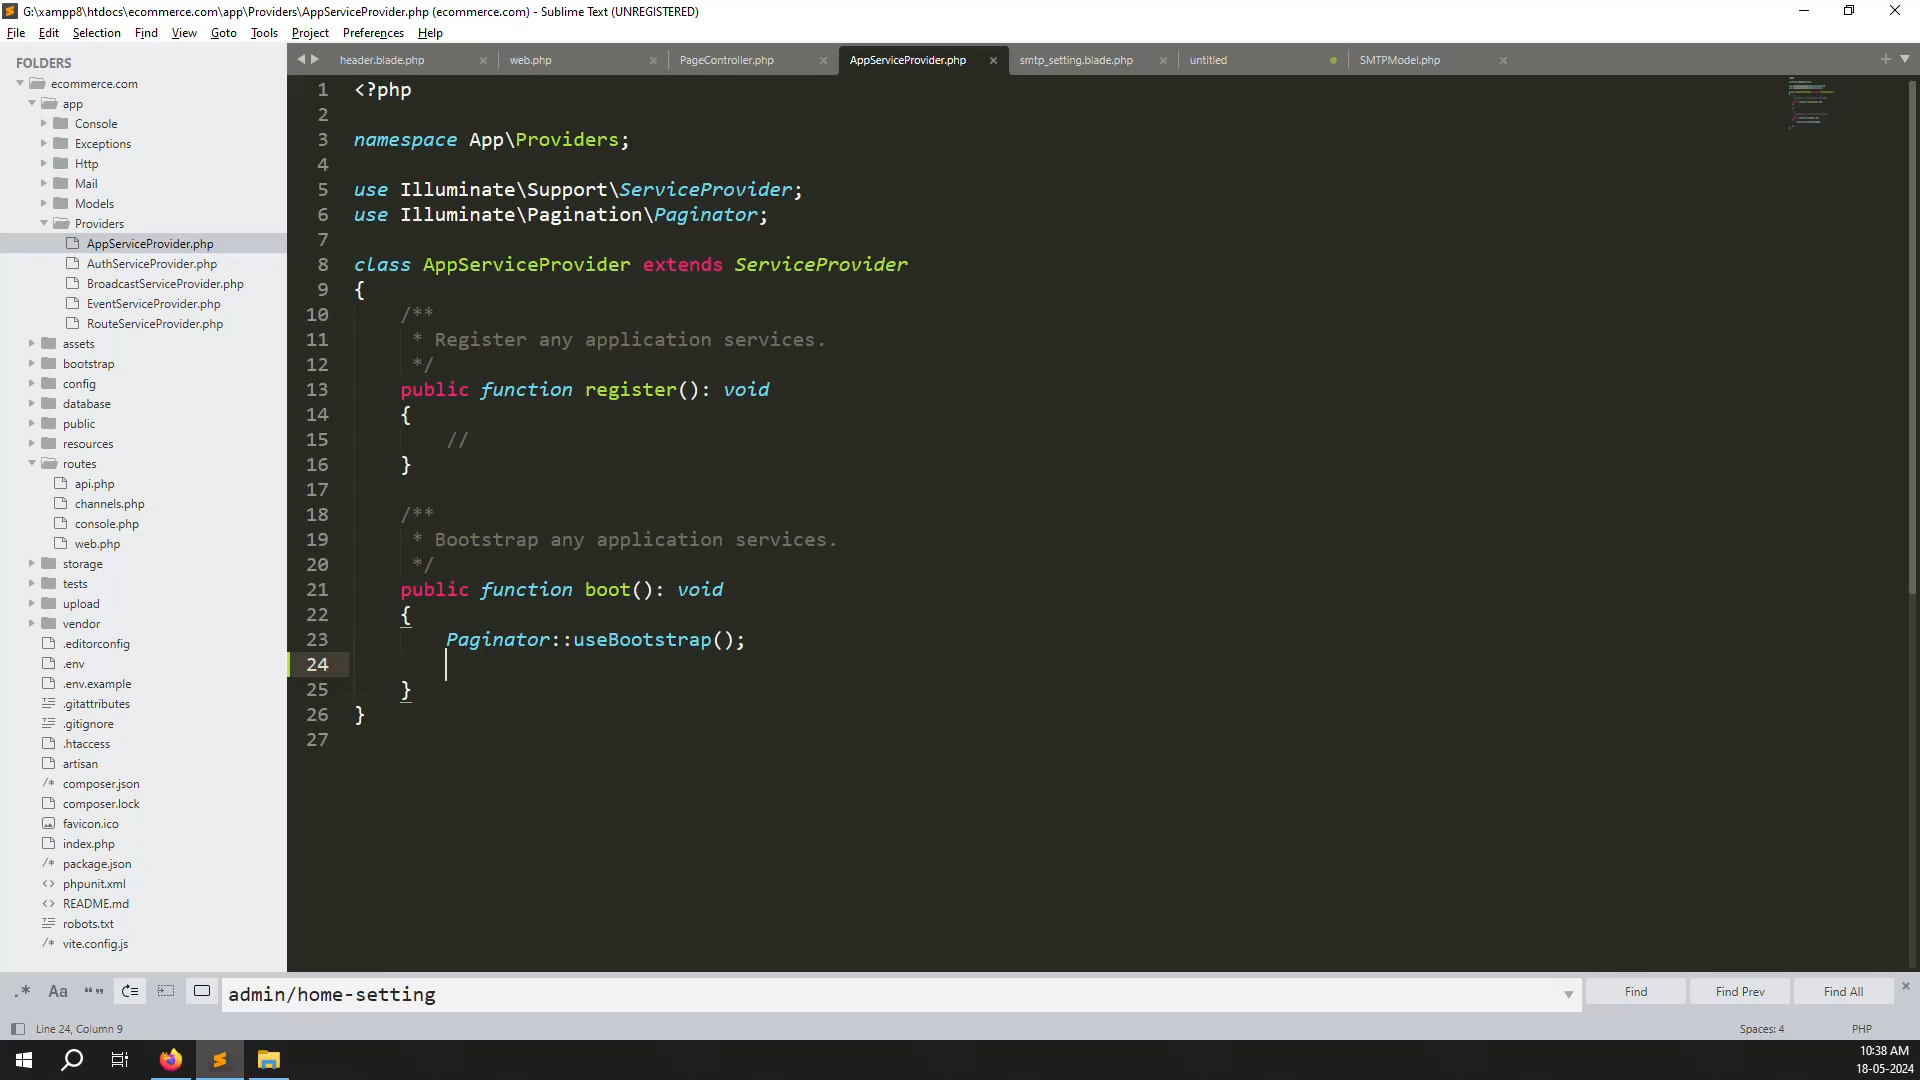 G:\xampp8\htdocs\ecommerce.com\app\Providers\AppServiceProvider.php (ecommerce.com) - Sublime Text (UNREGISTERED)
File Edit Selection Find View Goto Tools Project Preferences Help
FOLDERS
ecommerce.com
app
Console
Exceptions
Http
Mail
Models
Providers
AppServiceProvider.php
AuthServiceProvider.php
BroadcastServiceProvider.php
EventServiceProvider.php
RouteServiceProvider.php
assets
bootstrap
config
database
public
resources
routes
api.php
channels.php
console.php
web.php
storage
tests
upload
vendor
.editorconfig
.env
.env.example
.gitattributes
.gitignore
.htaccess
artisan
composer.json
composer.lock
favicon.ico
index.php
package.json
phpunit.xml
README.md
robots.txt
vite.config.js
header.blade.php web.php PageController.php AppServiceProvider.php smtp_setting.blade.php untitled SMTPModel.php
1 <?php
2
3 namespace App\Providers;
4
5 use Illuminate\Support\ServiceProvider;
6 use Illuminate\Pagination\Paginator;
7
8 class AppServiceProvider extends ServiceProvider
9 {
10 /**
11 * Register any application services.
12 */
13 public function register(): void
14 {
15 //
16 }
17
18 /**
19 * Bootstrap any application services.
20 */
21 public function boot(): void
22 {
23 Paginator::useBootstrap();
24
25 }
26 }
27
.* Aa “” admin/home-setting Find Find Prev Find All
Line 24, Column 9 Spaces: 4 PHP
10:38 AM
18-05-2024